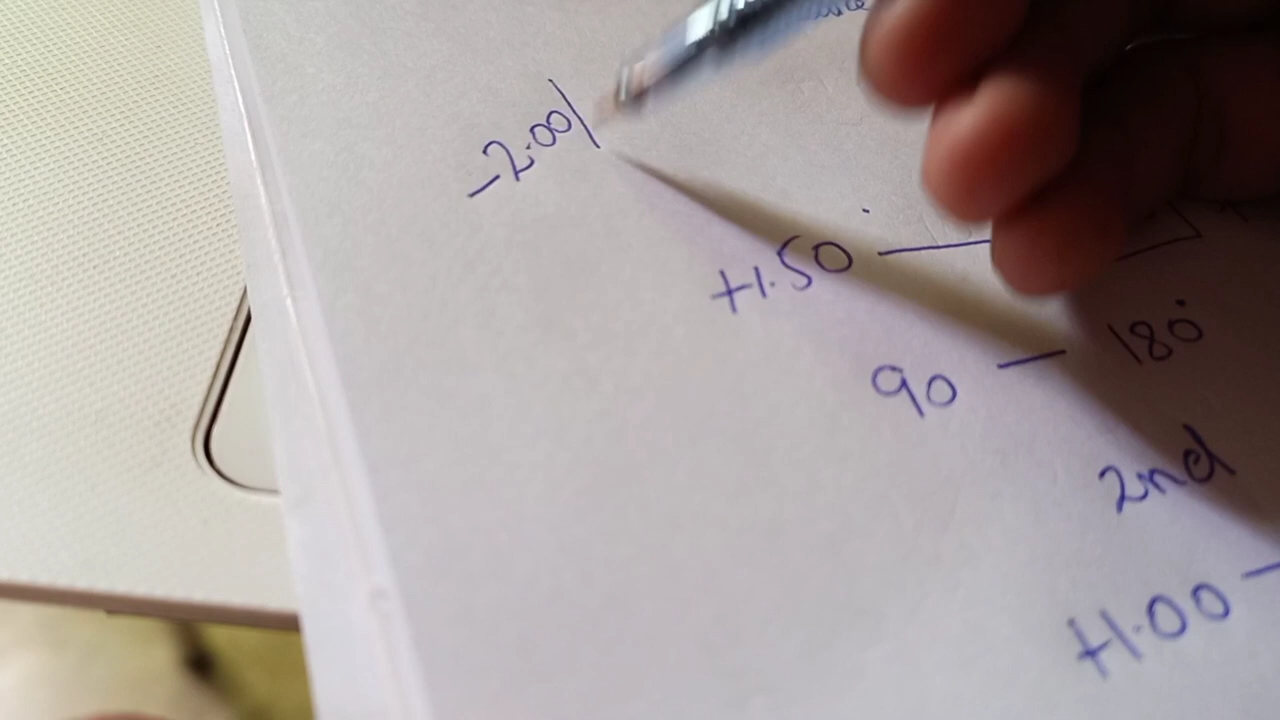 -2.00/
+1.50 —
90 — 180°
2nd
+1.00 -